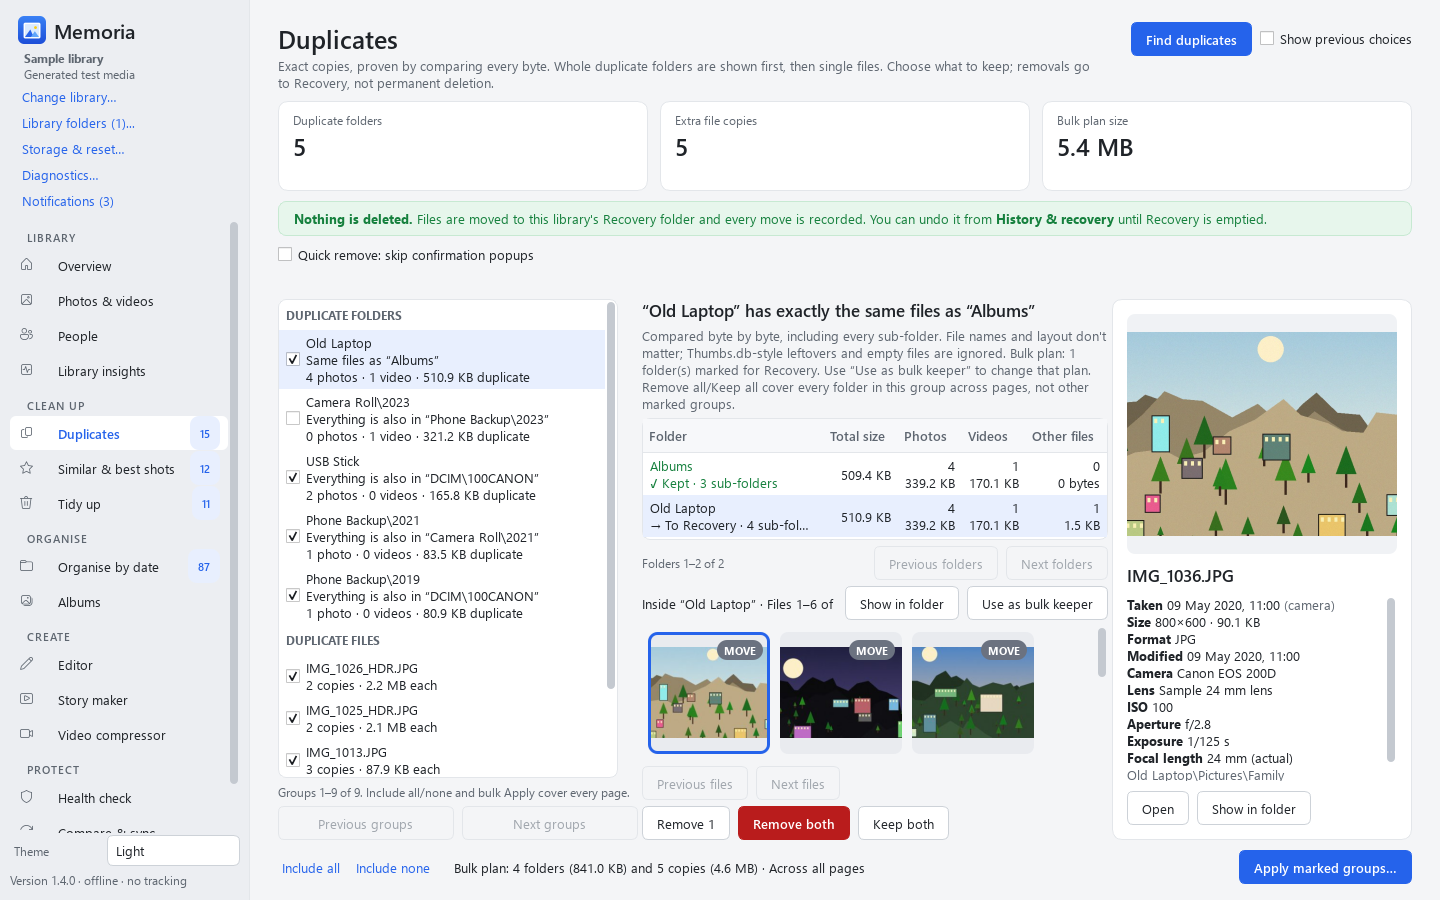 Memoria
Sample library
Generated test media
Change library...
Library folders (1)...
Storage & reset...
Diagnostics...
Notifications (3)
LIBRARY
Overview
Photos & videos
People
Library insights
CLEAN UP
Duplicates 15
Similar & best shots 12
Tidy up 11
ORGANISE
Organise by date 87
Albums
CREATE
Editor
Story maker
Video compressor
PROTECT
Health check
Compare & sync
Theme Light
Version 1.4.0 · offline · no tracking
Duplicates
Find duplicates Show previous choices
Exact copies, proven by comparing every byte. Whole duplicate folders are shown first, then single files. Choose what to keep; removals go
to Recovery, not permanent deletion.
Duplicate folders
5
Extra file copies
5
Bulk plan size
5.4 MB
Nothing is deleted. Files are moved to this library's Recovery folder and every move is recorded. You can undo it from History & recovery until Recovery is emptied.
Quick remove: skip confirmation popups
DUPLICATE FOLDERS
Old Laptop
Same files as “Albums”
4 photos · 1 video · 510.9 KB duplicate
Camera Roll\2023
Everything is also in “Phone Backup\2023”
0 photos · 1 video · 321.2 KB duplicate
USB Stick
Everything is also in “DCIM\100CANON”
2 photos · 0 videos · 165.8 KB duplicate
Phone Backup\2021
Everything is also in “Camera Roll\2021”
1 photo · 0 videos · 83.5 KB duplicate
Phone Backup\2019
Everything is also in “DCIM\100CANON”
1 photo · 0 videos · 80.9 KB duplicate
DUPLICATE FILES
IMG_1026_HDR.JPG
2 copies · 2.2 MB each
IMG_1025_HDR.JPG
2 copies · 2.1 MB each
IMG_1013.JPG
3 copies · 87.9 KB each
Groups 1–9 of 9. Include all/none and bulk Apply cover every page.
Previous groups Next groups
“Old Laptop” has exactly the same files as “Albums”
Compared byte by byte, including every sub-folder. File names and layout don't
matter; Thumbs.db-style leftovers and empty files are ignored. Bulk plan: 1
folder(s) marked for Recovery. Use “Use as bulk keeper” to change that plan.
Remove all/Keep all cover every folder in this group across pages, not other
marked groups.
Folder Total size Photos Videos Other files
Albums 509.4 KB 4 1 0
✓ Kept · 3 sub-folders 339.2 KB 170.1 KB 0 bytes
Old Laptop 510.9 KB 4 1 1
→ To Recovery · 4 sub-fol... 339.2 KB 170.1 KB 1.5 KB
Folders 1–2 of 2 Previous folders Next folders
Inside “Old Laptop” · Files 1–6 of Show in folder Use as bulk keeper
MOVE MOVE MOVE
Previous files Next files
Remove 1 Remove both Keep both
IMG_1036.JPG
Taken 09 May 2020, 11:00 (camera)
Size 800×600 · 90.1 KB
Format JPG
Modified 09 May 2020, 11:00
Camera Canon EOS 200D
Lens Sample 24 mm lens
ISO 100
Aperture f/2.8
Exposure 1/125 s
Focal length 24 mm (actual)
Old Laptop\Pictures\Family
Open Show in folder
Include all Include none Bulk plan: 4 folders (841.0 KB) and 5 copies (4.6 MB) · Across all pages
Apply marked groups...